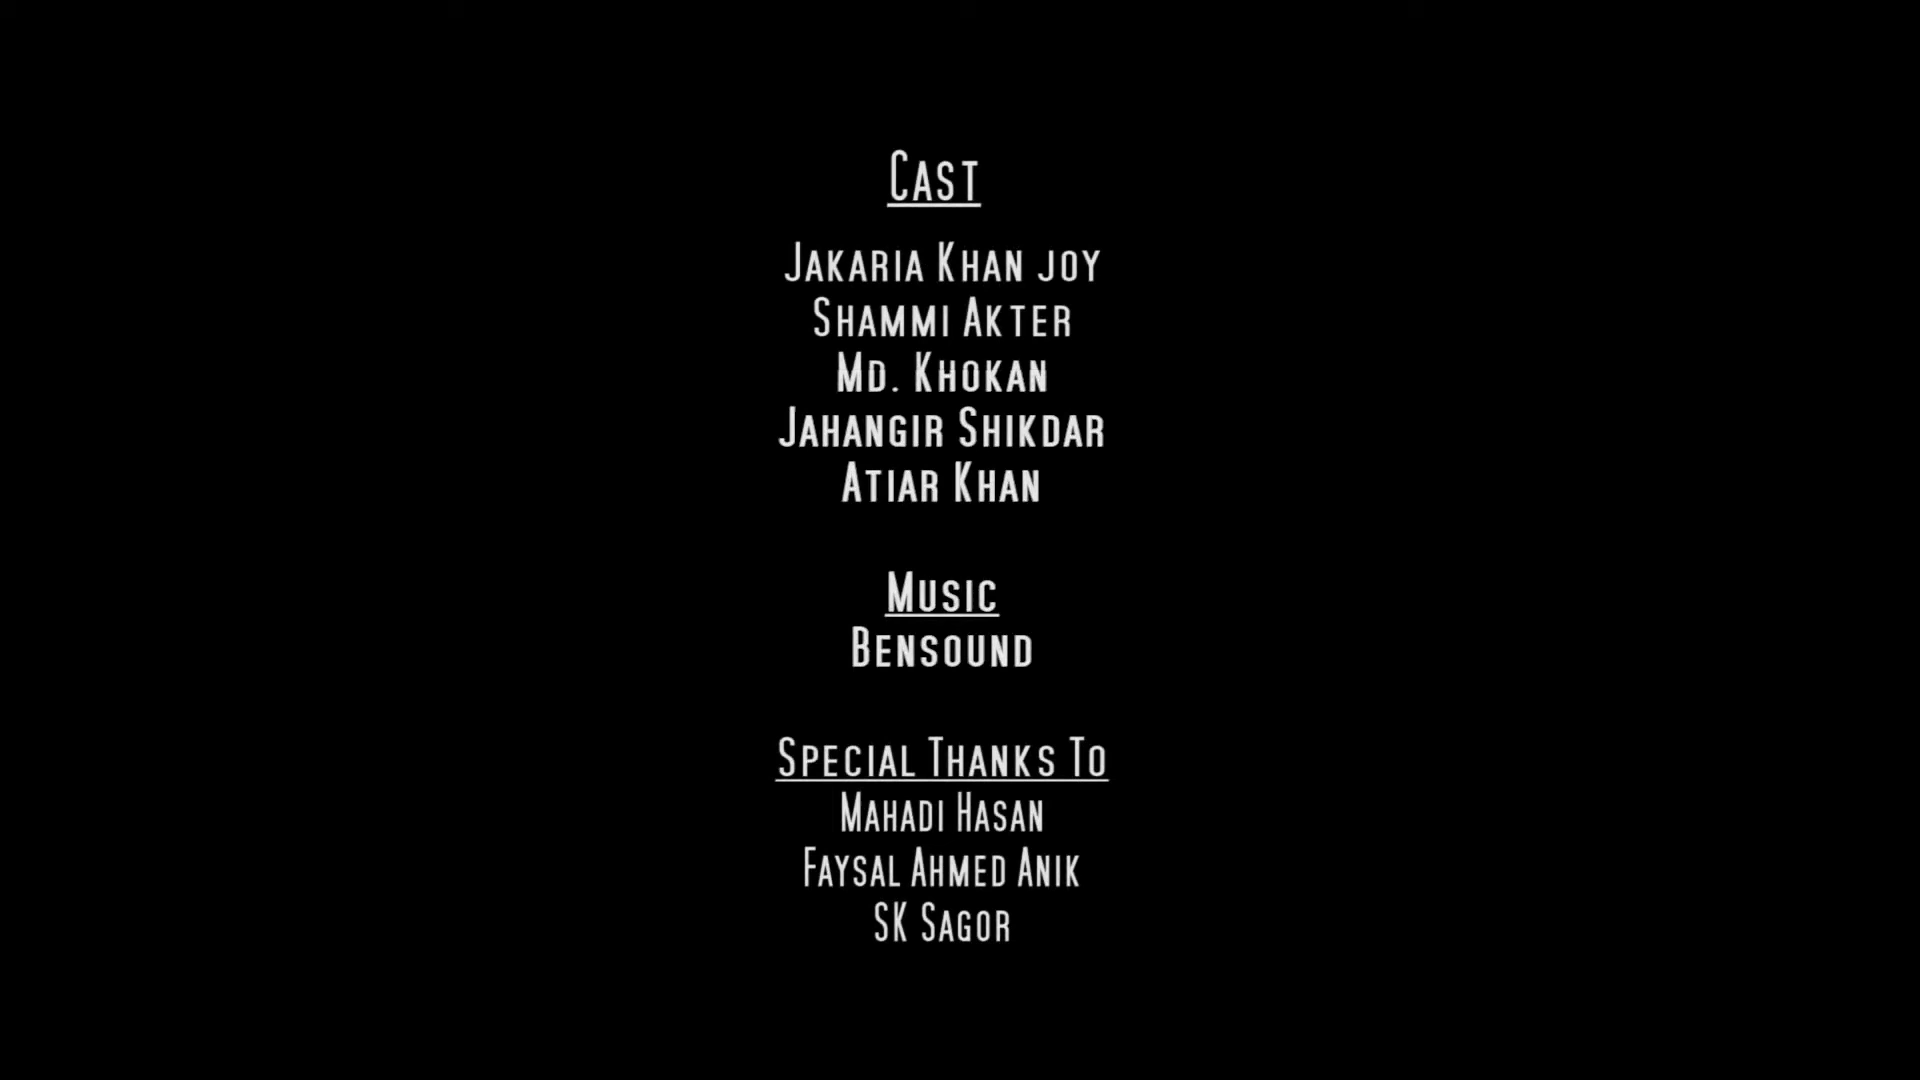 Cast
Jakaria Khan joy
Shammi Akter
Md. Khokan
Jahangir Shikdar
Atiar Khan
Music
Bensound
Special Thanks To
Mahadi Hasan
Faysal Ahmed Anik
SK Sagor